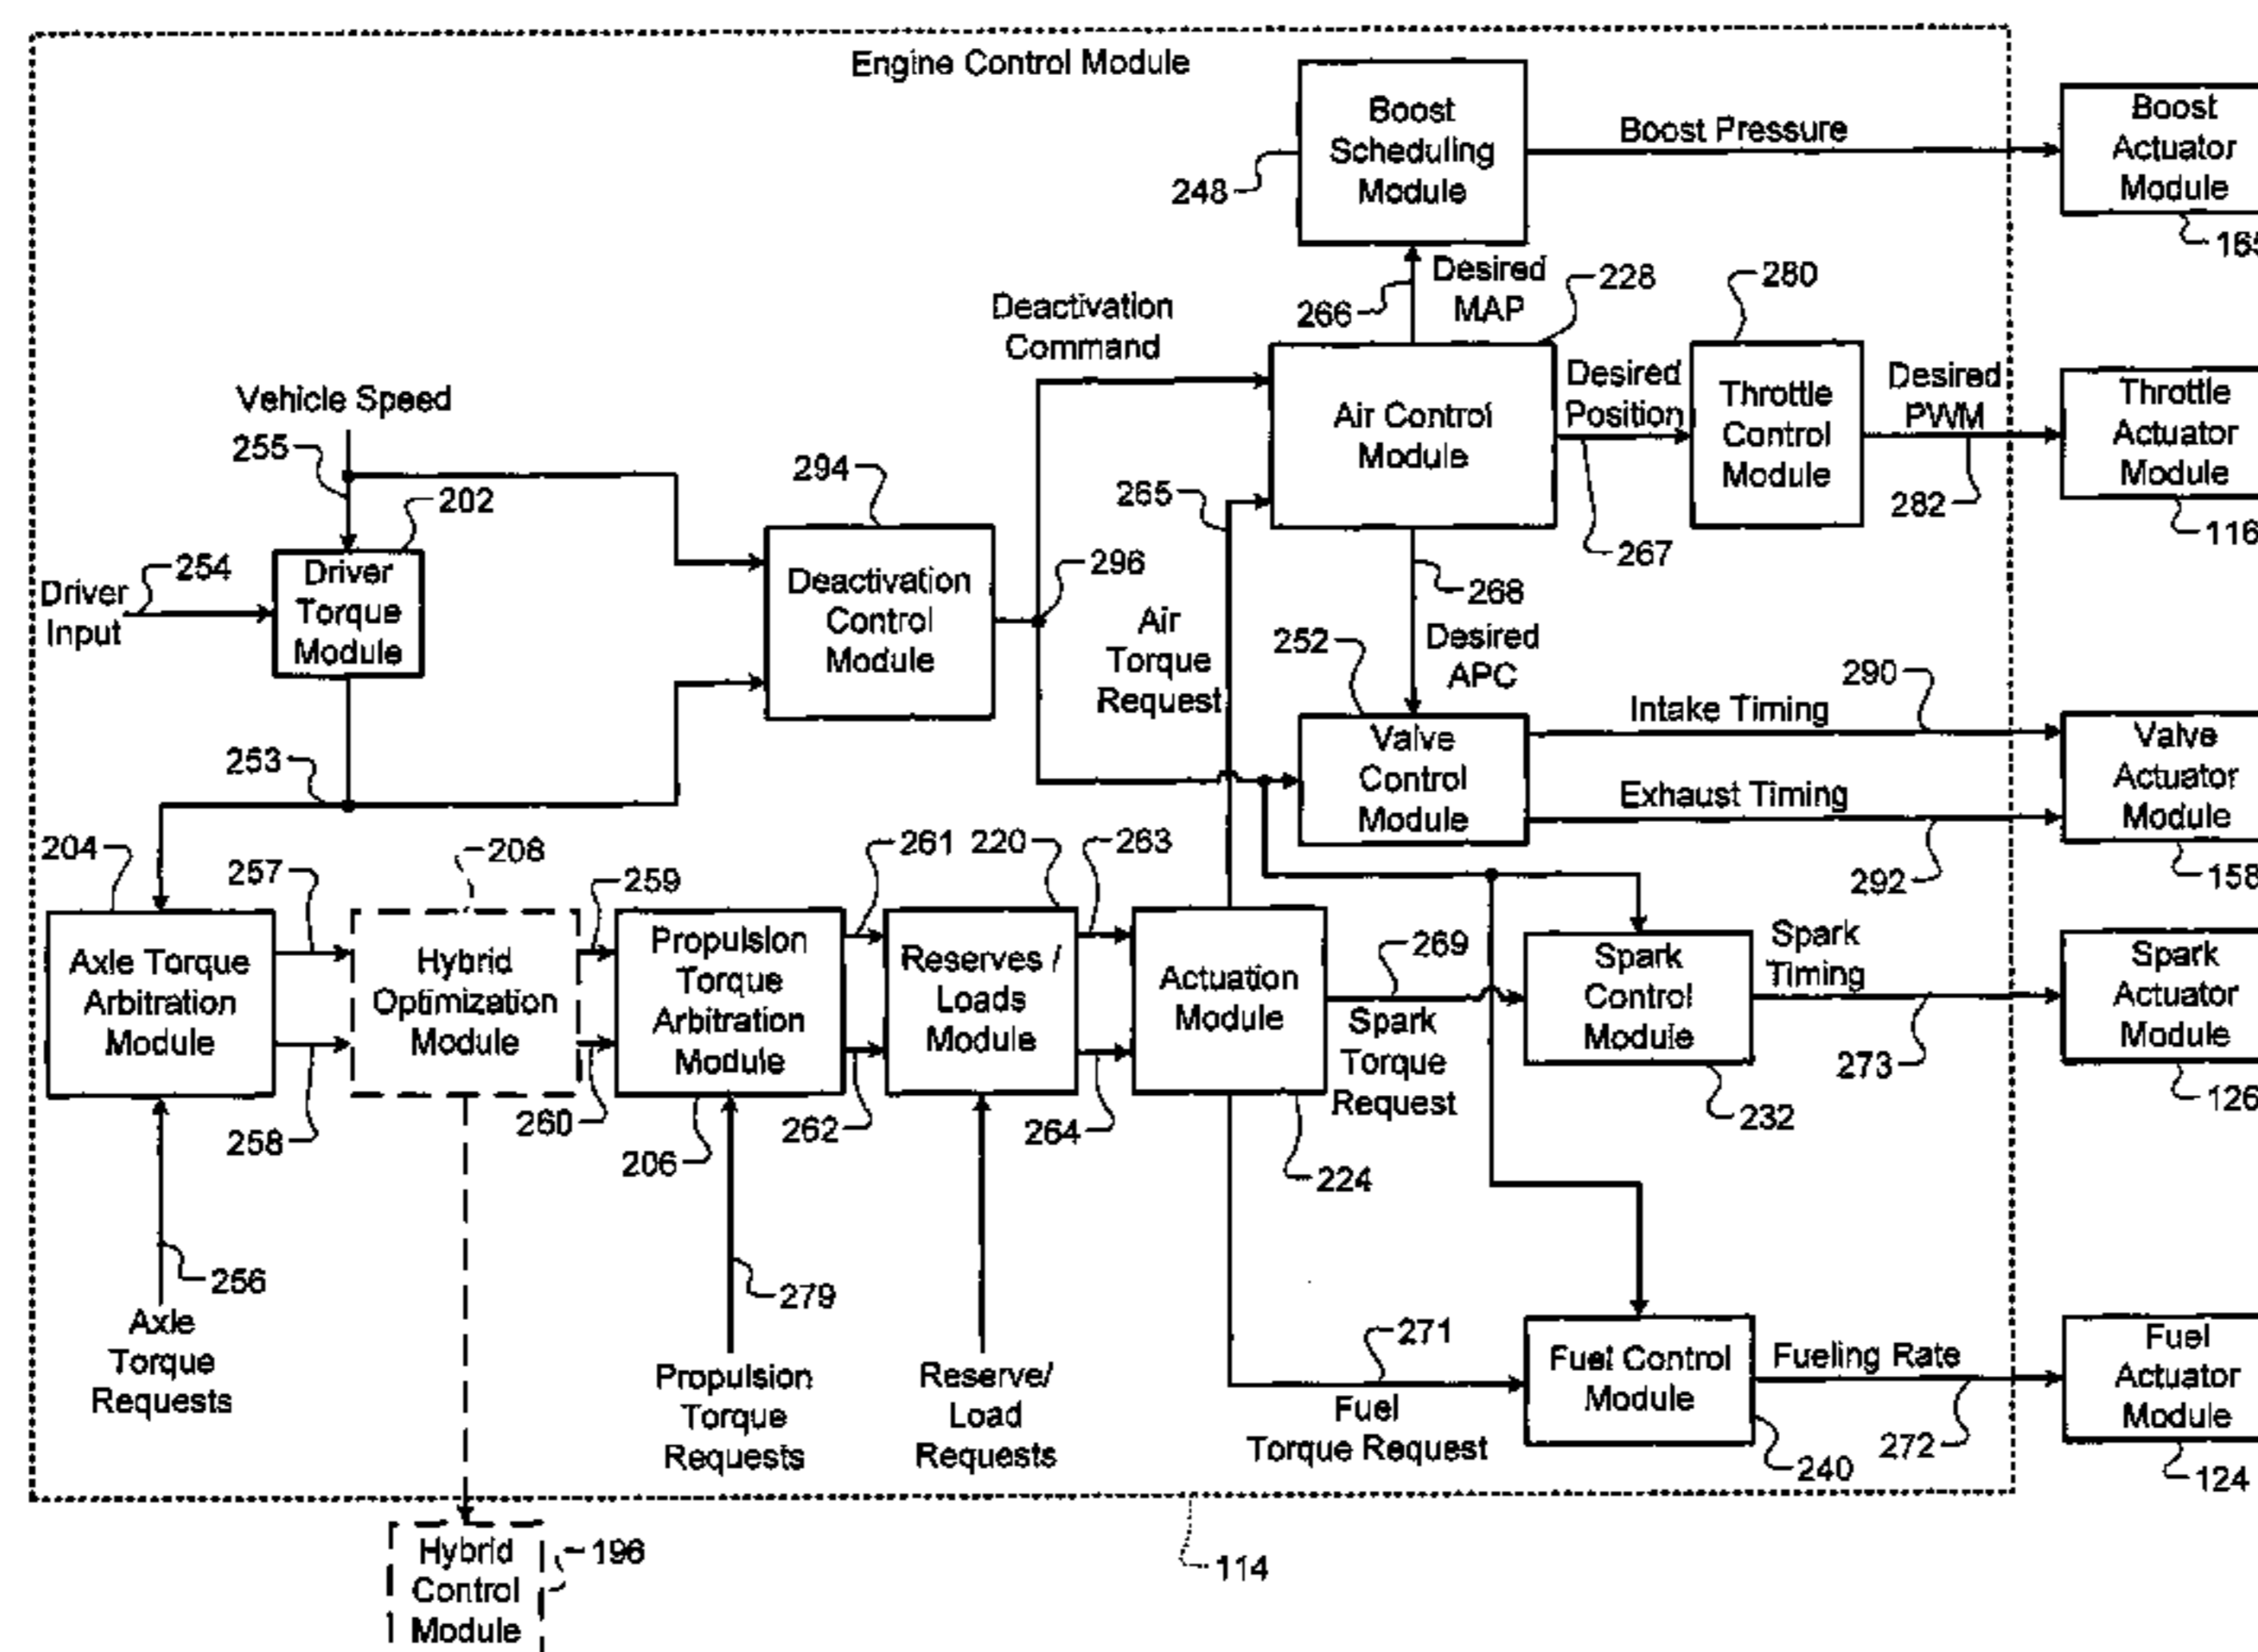 Engine Control Module
Boost
Scheduling
Module
248
Boost Pressure
Boost
Actuator
Module
165
Desired
MAP
266
228
280
Deactivation
Command
Air Control
Module
Desired
Position
267
Throttle
Control
Module
Desired
PWM
282
Throttle
Actuator
Module
116
Vehicle Speed
255
202
Driver
Input
254
Driver
Torque
Module
294
Deactivation
Control
Module
296
265
Air
Torque
Request
268
Desired
APC
252
Valve
Control
Module
Intake Timing
290
Exhaust Timing
292
Valve
Actuator
Module
158
253
204
Axle Torque
Arbitration
Module
257
258
208
Hybrid
Optimization
Module
259
260
Propulsion
Torque
Arbitration
Module
206
261
262
220
Reserves /
Loads
Module
263
264
Actuation
Module
224
269
Spark
Torque
Request
Spark
Control
Module
232
Spark
Timing
273
Spark
Actuator
Module
126
256
Axle
Torque
Requests
279
Propulsion
Torque
Requests
Reserve/
Load
Requests
271
Fuel
Torque Request
Fuel Control
Module
240
Fueling Rate
272
Fuel
Actuator
Module
124
Hybrid
Control
Module
196
114